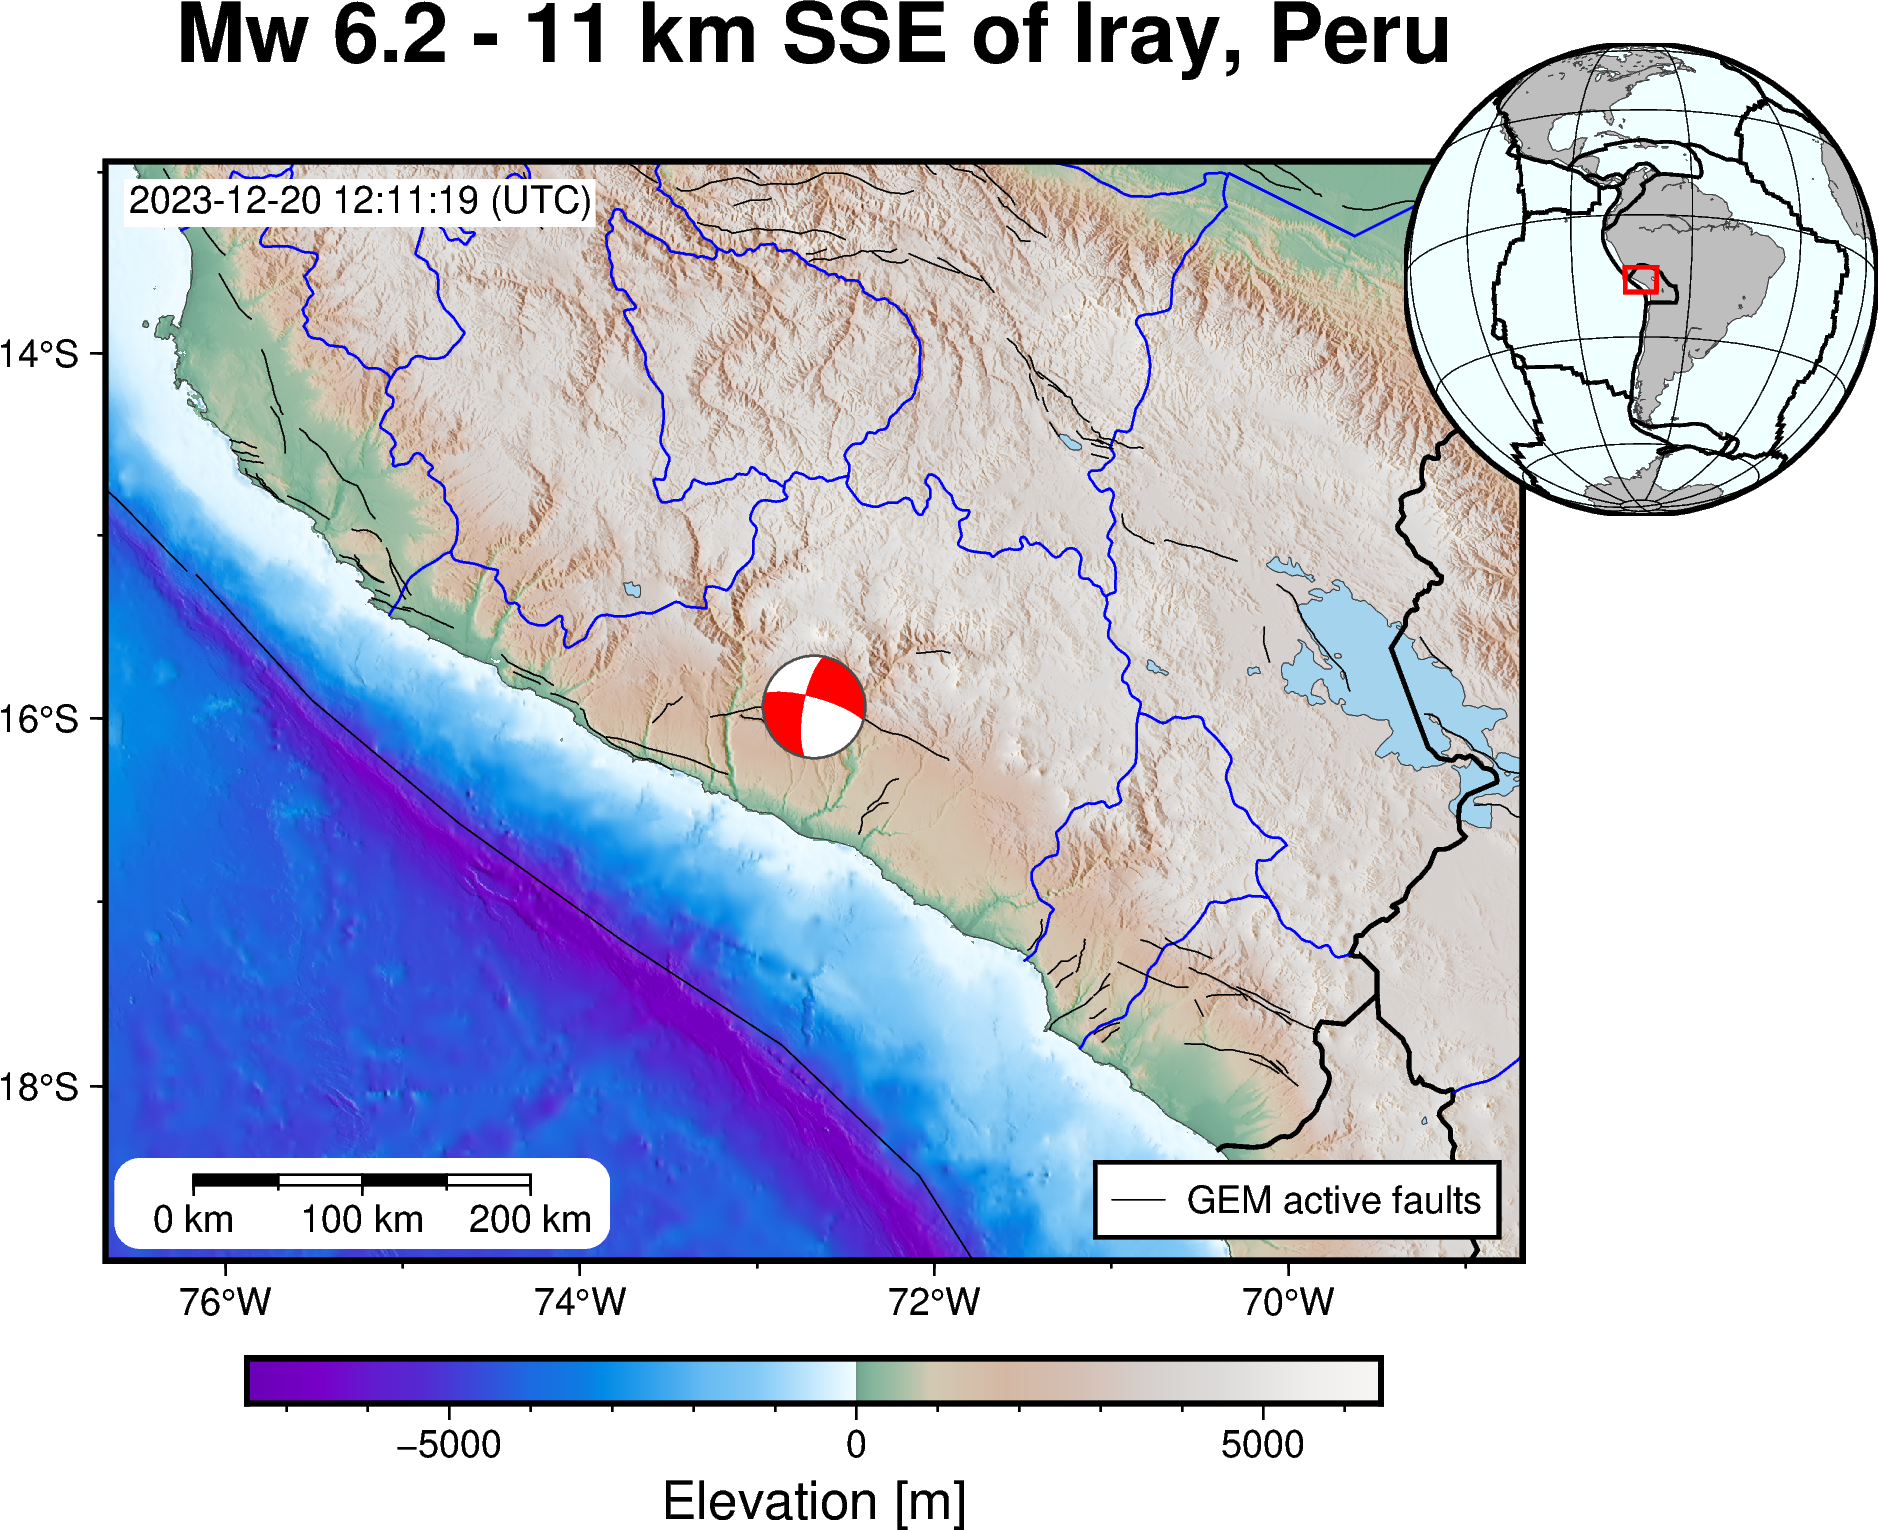 Mw 6.2 - 11 km SSE of Iray, Peru
2023-12-20 12:11:19 (UTC)
14°S
16°S
18°S
0 km 100 km 200 km
GEM active faults
76°W 74°W 72°W 70°W
−5000 0 5000
Elevation [m]